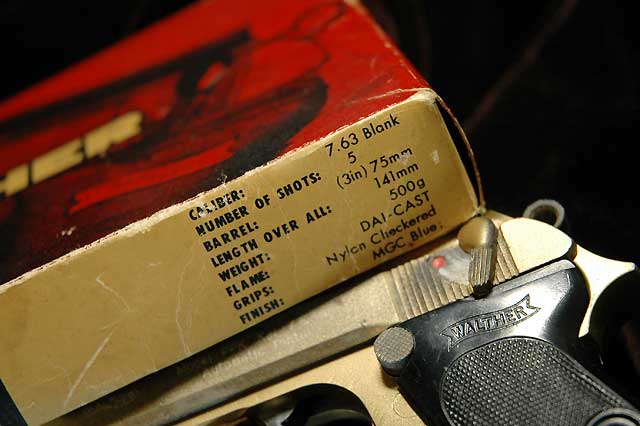 HER
CALIBER: 7.63 Blank
NUMBER OF SHOTS: 5
BARREL: (3in) 75mm
LENGTH OVER ALL: 141mm
WEIGHT: 500g
FLAME: DAI-CAST
GRIPS: Nylon Checkered
FINISH: MGC Blue
WALTHER